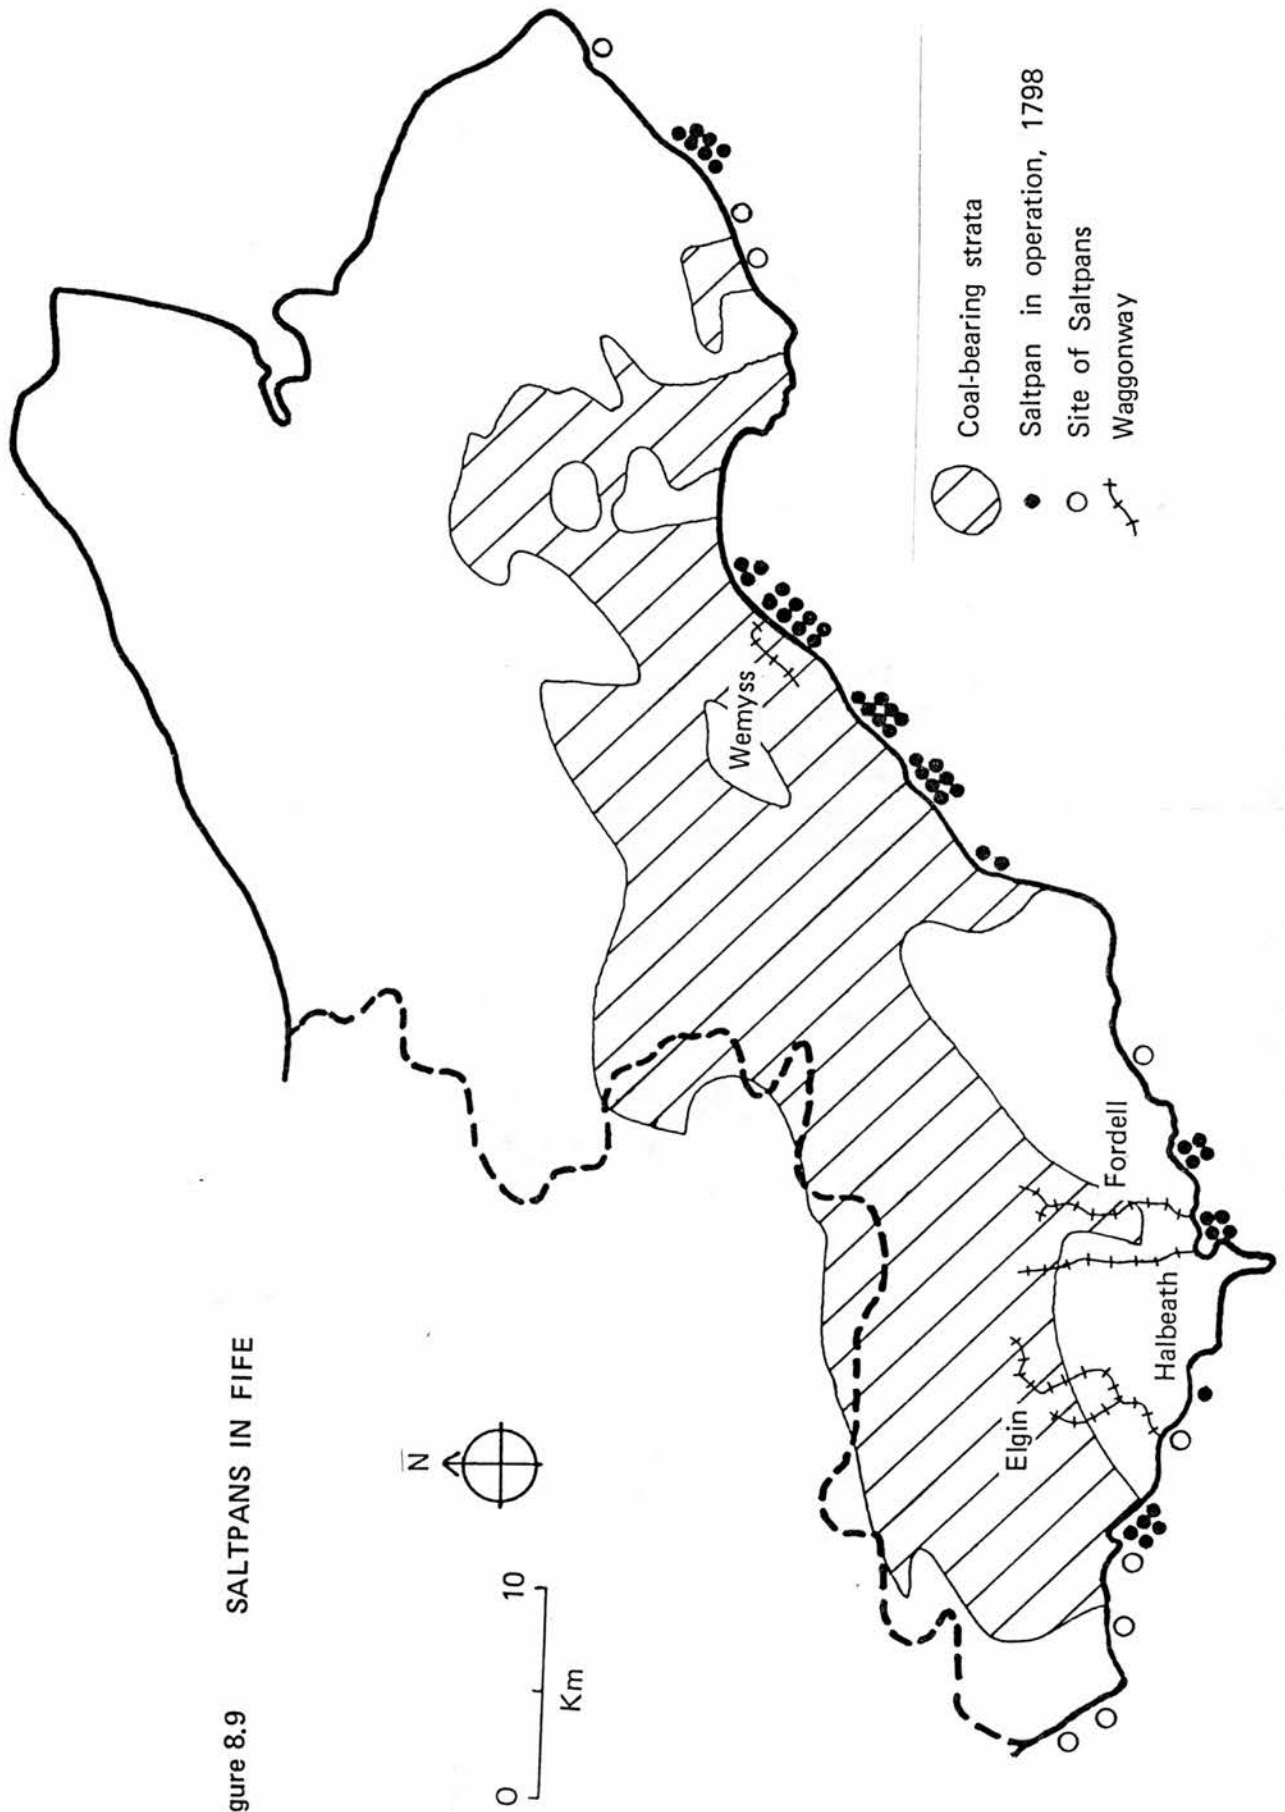 gure 8.9 SALTPANS IN FIFE
N
0 10
Km
Wemyss
Elgin
Halbeath
Fordell
Coal-bearing strata
Saltpan in operation, 1798
Site of Saltpans
Waggonway